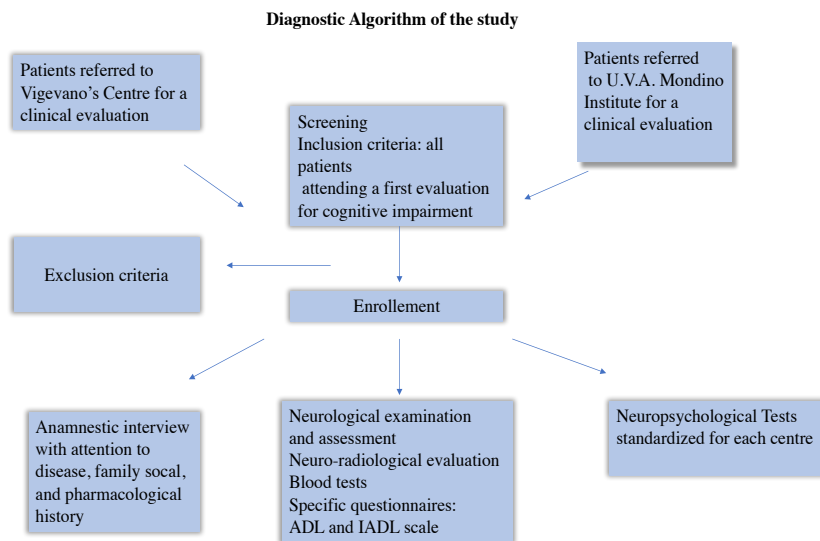 Diagnostic Algorithm of the study
Patients referred to
Vigevano's Centre for a
clinical evaluation
Patients referred
to U.V.A. Mondino
Institute for a
clinical evaluation
Screening
Inclusion criteria: all
patients
attending a first evaluation
for cognitive impairment
Exclusion criteria
Enrollement
Anamnestic interview
with attention to
disease, family socal,
and pharmacological
history
Neurological examination
and assessment
Neuro-radiological evaluation
Blood tests
Specific questionnaires:
ADL and IADL scale
Neuropsychological Tests
standardized for each centre